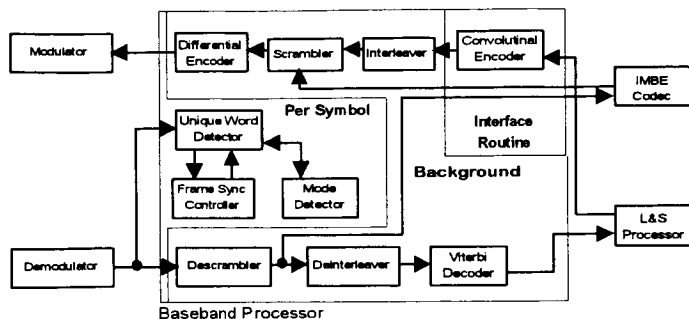 Modulator
Differential
Encoder
Scrambler
Interleaver
Convolutinal
Encoder
IMBE
Codec
Per Symbol
Unique Word
Detector
Interface
Routine
Frame Sync
Controller
Mode
Detector
Background
L&S
Processor
Demodulator
Descrambler
Deinterleaver
Viterbi
Decoder
Baseband Processor